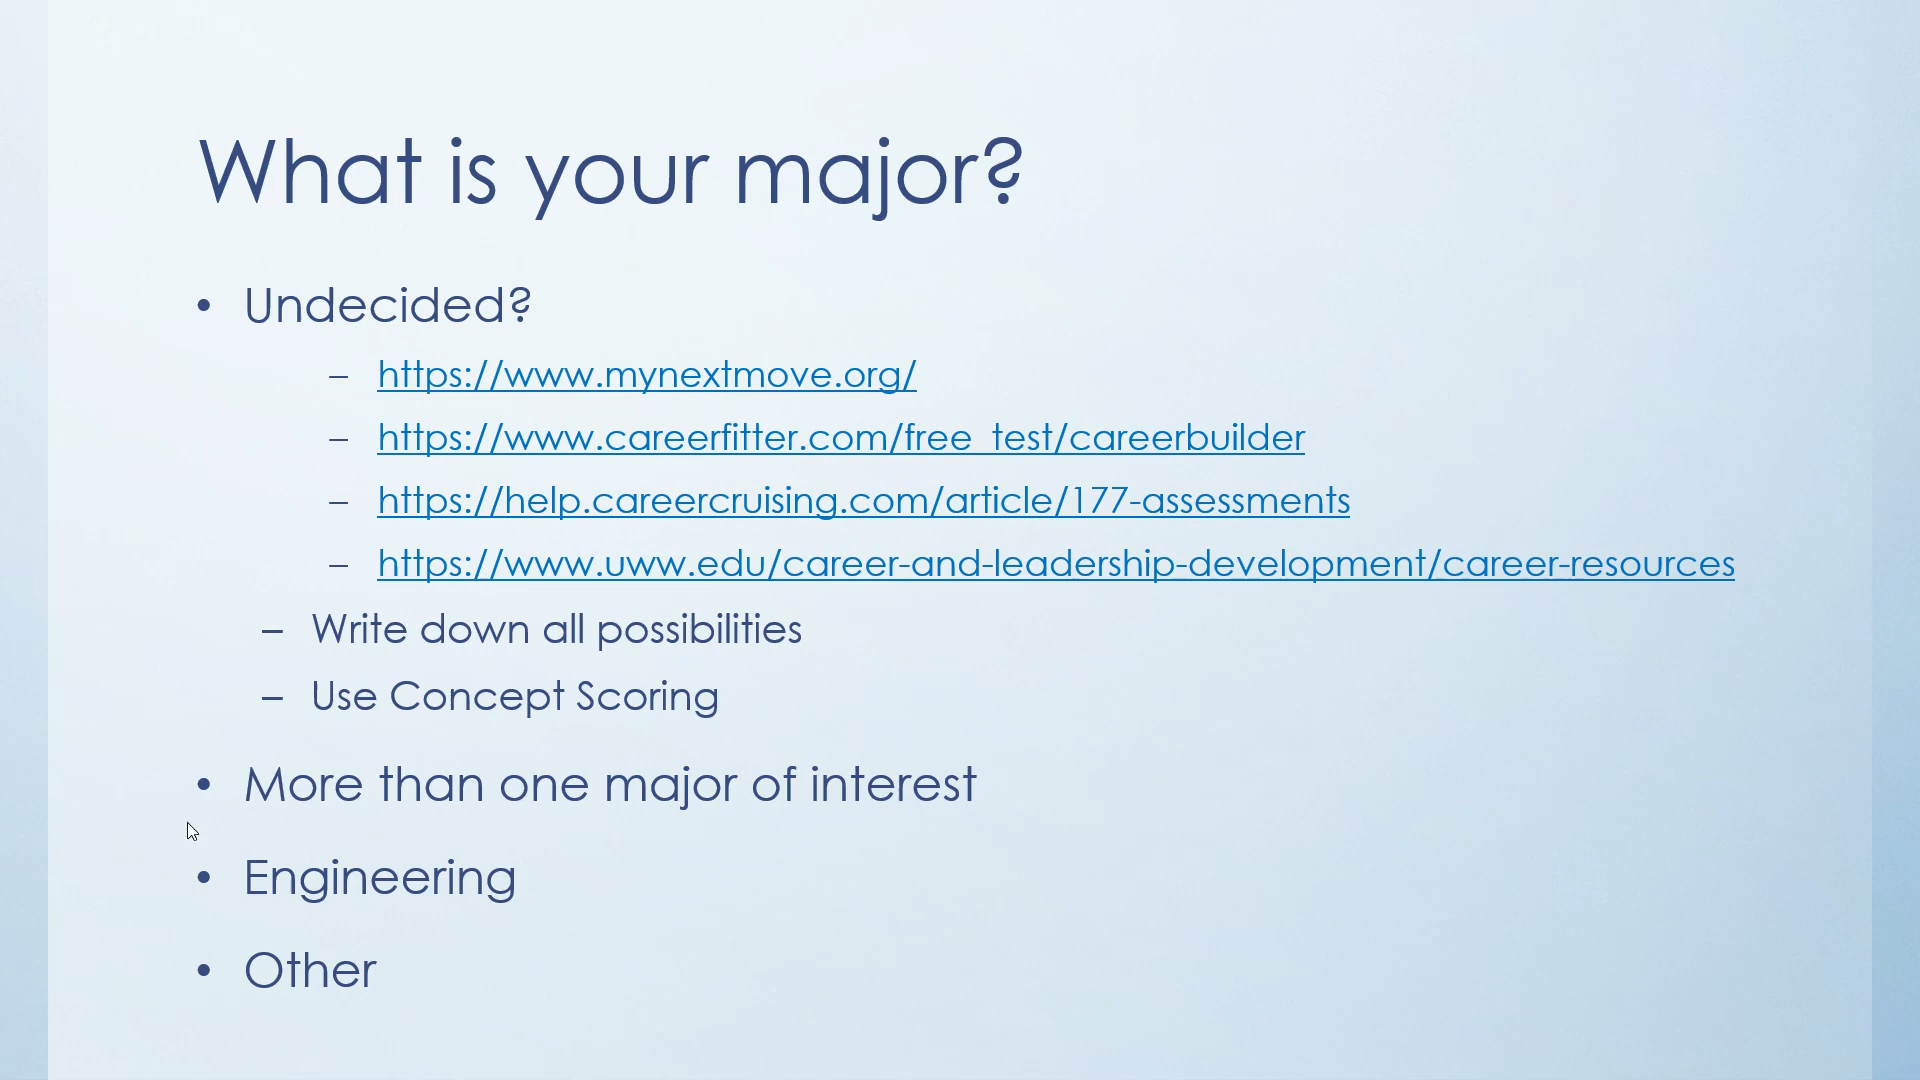 What is your major?
• Undecided?
– https://www.mynextmove.org/
– https://www.careerfitter.com/free_test/careerbuilder
– https://help.careercruising.com/article/177-assessments
– https://www.uww.edu/career-and-leadership-development/career-resources
– Write down all possibilities
– Use Concept Scoring
• More than one major of interest
• Engineering
• Other